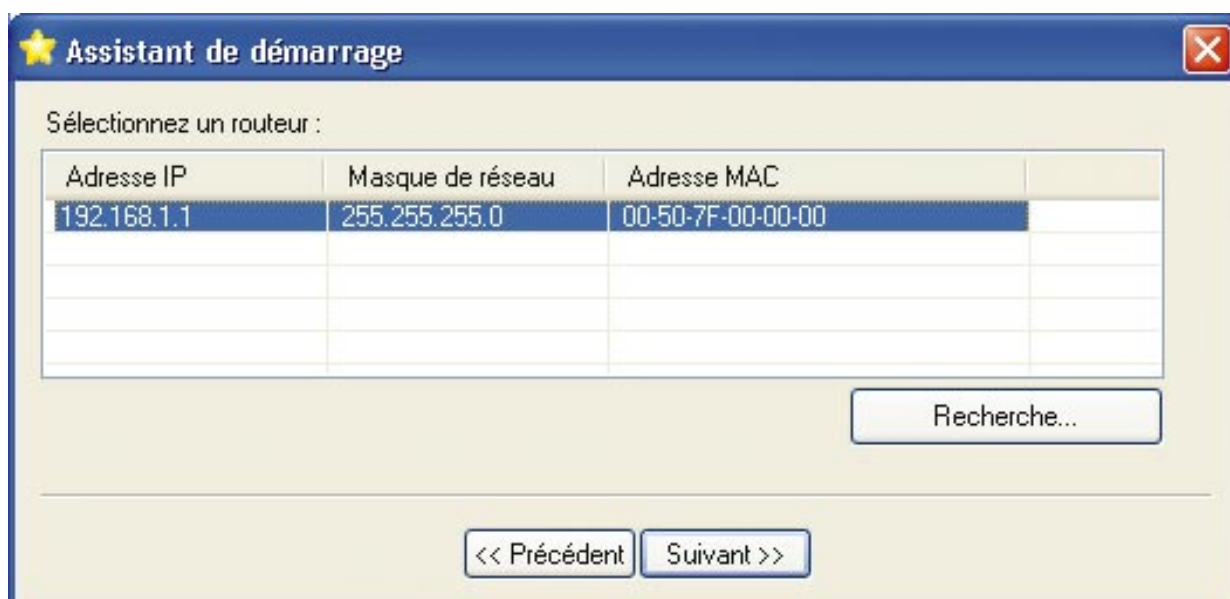 Assistant de démarrage
Sélectionnez un routeur :
Adresse IP Masque de réseau Adresse MAC
192.168.1.1 255.255.255.0 00-50-7F-00-00-00
Recherche...
<< Précédent Suivant >>